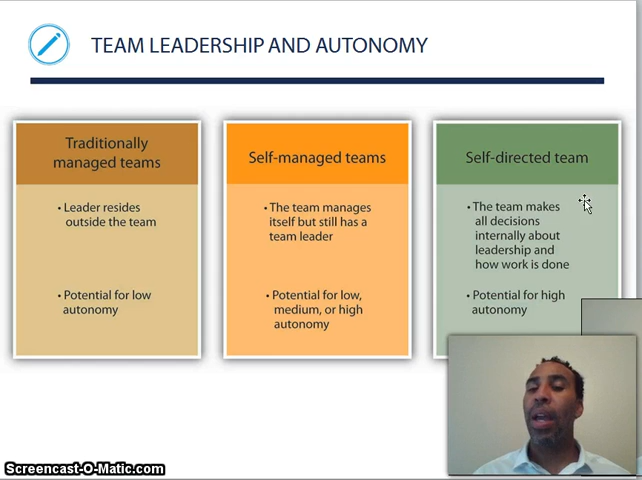 TEAM LEADERSHIP AND AUTONOMY
Traditionally
managed teams
• Leader resides
outside the team
• Potential for low
autonomy
Self-managed teams
• The team manages
itself but still has a
team leader
• Potential for low,
medium, or high
autonomy
Self-directed team
• The team makes
all decisions
internally about
leadership and
how work is done
• Potential for high
autonomy
Screencast-O-Matic.com